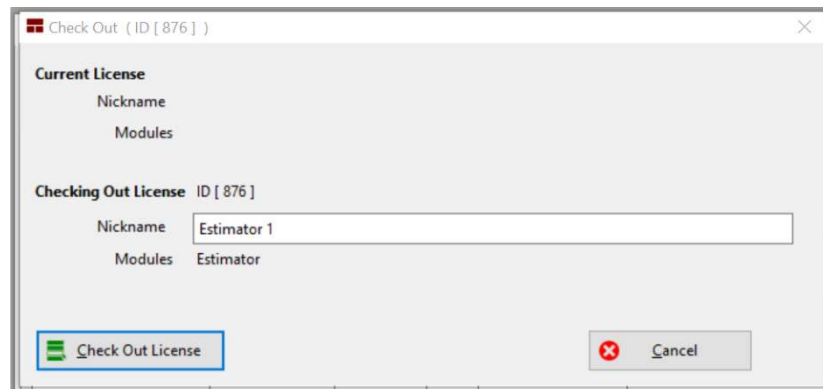 Check Out ( ID [ 876 ] )
Current License
Nickname
Modules
Checking Out License ID [ 876 ]
Nickname Estimator 1
Modules Estimator
Check Out License Cancel